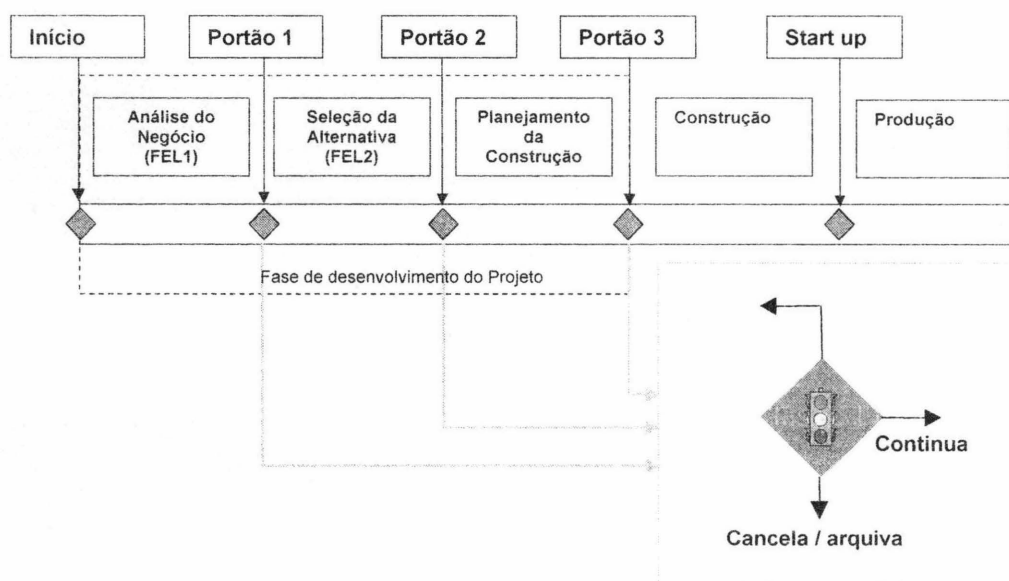 Início
Portão 1
Portão 2
Portão 3
Start up
Análise do
Negócio
(FEL1)
Seleção da
Alternativa
(FEL2)
Planejamento
da
Construção
Construção
Produção
Fase de desenvolvimento do Projeto
Continua
Cancela / arquiva